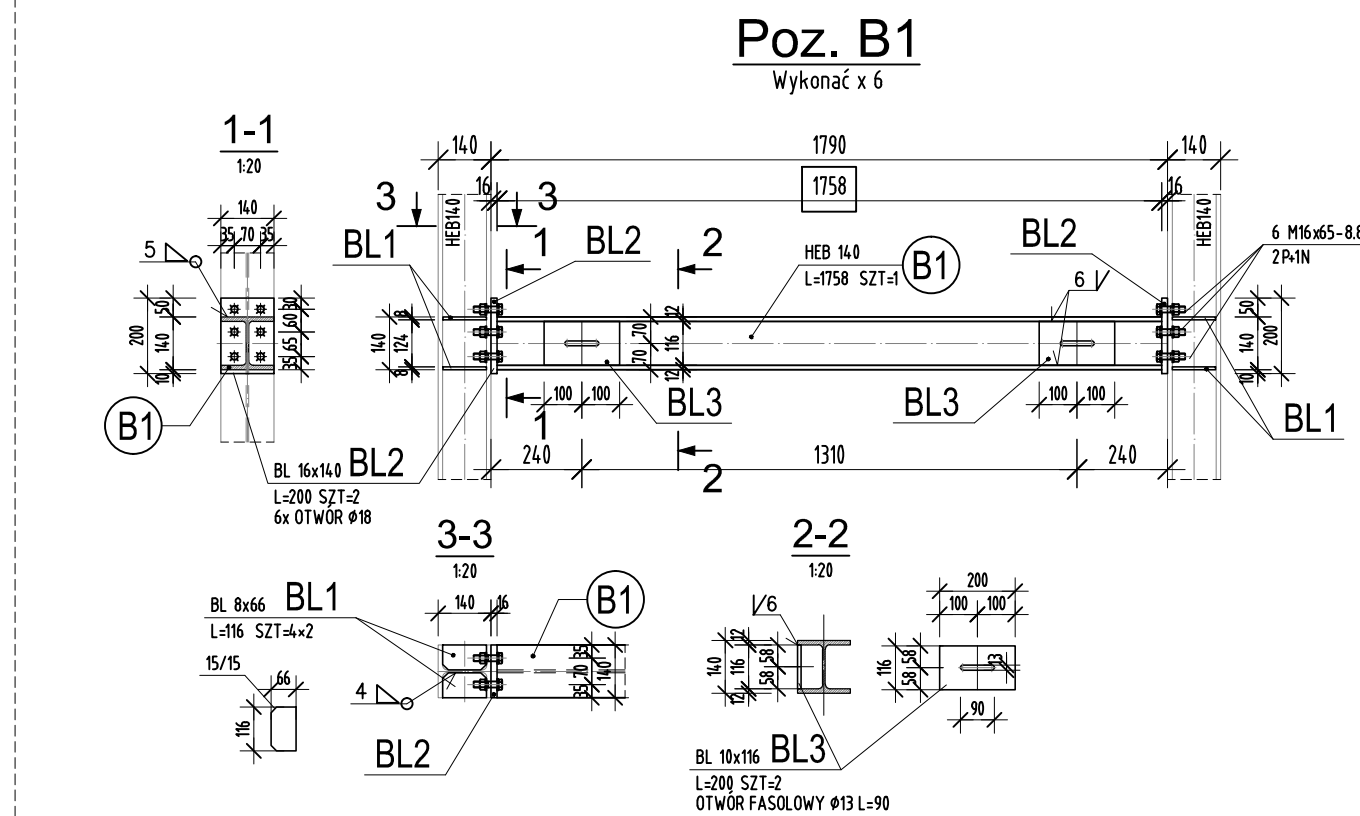 Poz. B1
Wykonać x 6
1-1
1:20
140
35 70 35
5
200
50
140
10
30
60
65
35
B1
BL 16x140 BL2
L=200 SZT=2
6x OTWÓR ϕ18
140
1790
140
16
1758
16
3
3
HEB140
HEB140
BL1
1
BL2
2
HEB 140
L=1758 SZT=1
B1
BL2
6
6 M16x65-8.8
2P+1N
140
8
124
8
70
70
12
116
12
50
140
10
200
100 100
BL3
BL3
100 100
BL1
1
240
1310
240
2
3-3
1:20
BL 8x66 BL1
L=116 SZT=4x2
15/15
66
116
140
16
B1
35
70
35
140
4
BL2
2-2
1:20
6
140
12
116
12
58
58
200
100 100
116
58
58
13
90
BL 10x116 BL3
L=200 SZT=2
OTWÓR FASOLOWY ϕ13 L=90